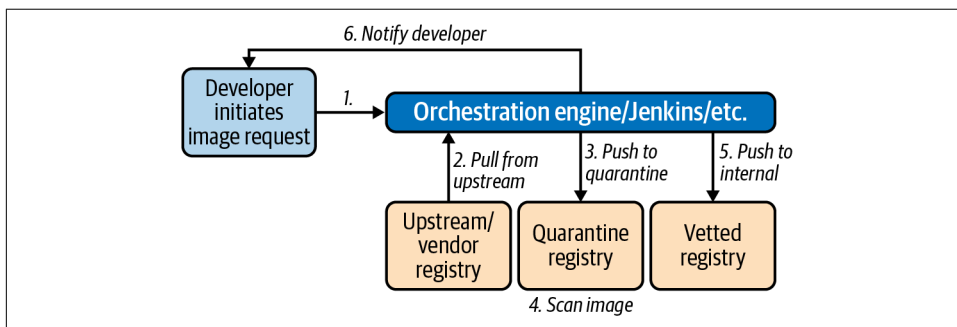 6. Notify developer
Developer
initiates
image request
1.
Orchestration engine/Jenkins/etc.
2. Pull from
upstream
3. Push to
quarantine
5. Push to
internal
Upstream/
vendor
registry
Quarantine
registry
Vetted
registry
4. Scan image